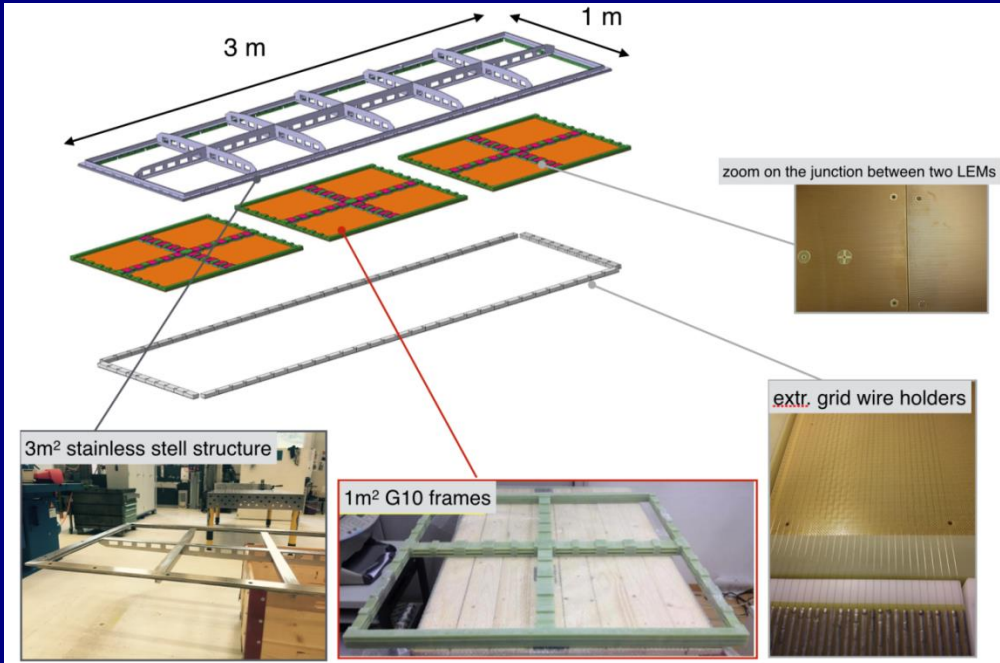 3 m
1 m
zoom on the junction between two LEMs
extr. grid wire holders
3m² stainless stell structure
1m² G10 frames